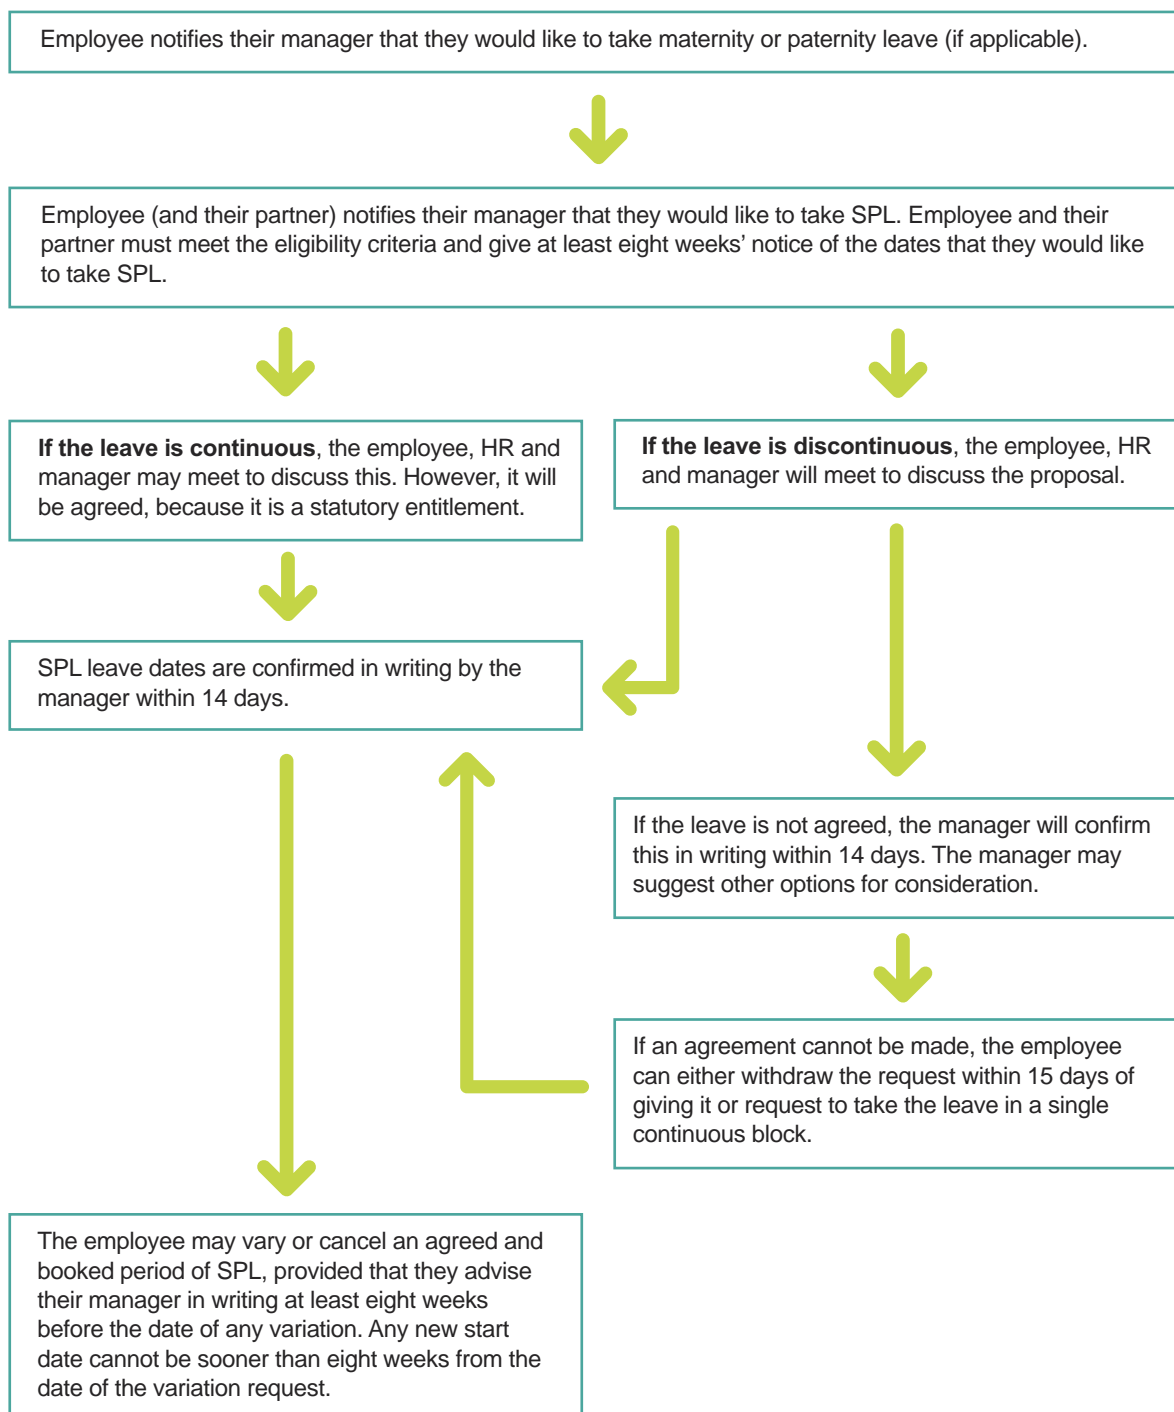 Employee notifies their manager that they would like to take maternity or paternity leave (if applicable).
Employee (and their partner) notifies their manager that they would like to take SPL. Employee and their
partner must meet the eligibility criteria and give at least eight weeks’ notice of the dates that they would like
to take SPL.
If the leave is continuous, the employee, HR and
manager may meet to discuss this. However, it will
be agreed, because it is a statutory entitlement.
If the leave is discontinuous, the employee, HR
and manager will meet to discuss the proposal.
SPL leave dates are confirmed in writing by the
manager within 14 days.
If the leave is not agreed, the manager will confirm
this in writing within 14 days. The manager may
suggest other options for consideration.
If an agreement cannot be made, the employee
can either withdraw the request within 15 days of
giving it or request to take the leave in a single
continuous block.
The employee may vary or cancel an agreed and
booked period of SPL, provided that they advise
their manager in writing at least eight weeks
before the date of any variation. Any new start
date cannot be sooner than eight weeks from the
date of the variation request.